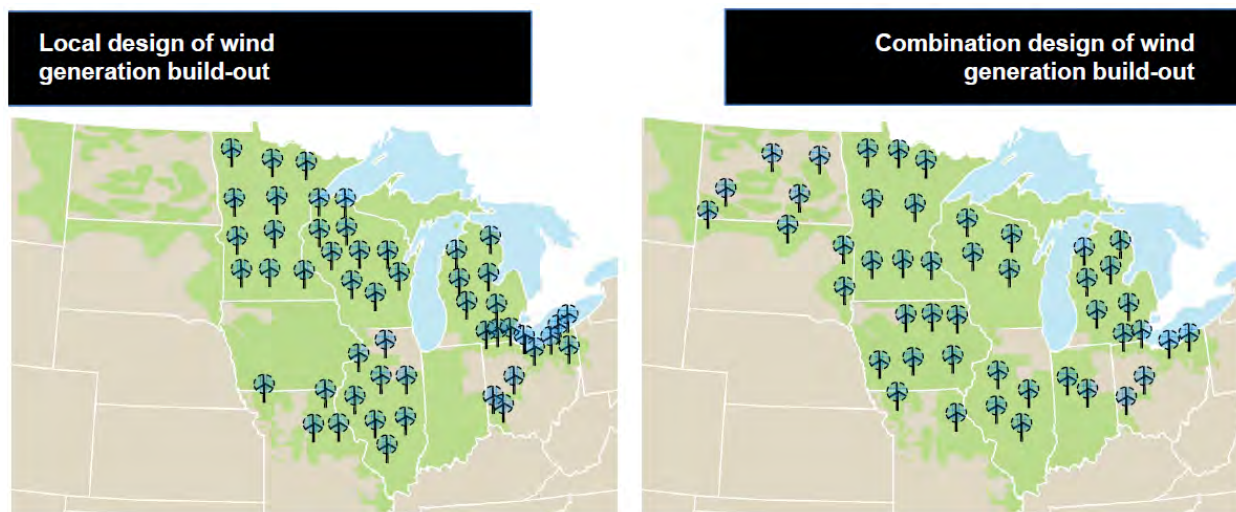 Local design of wind
generation build-out
Combination design of wind
generation build-out